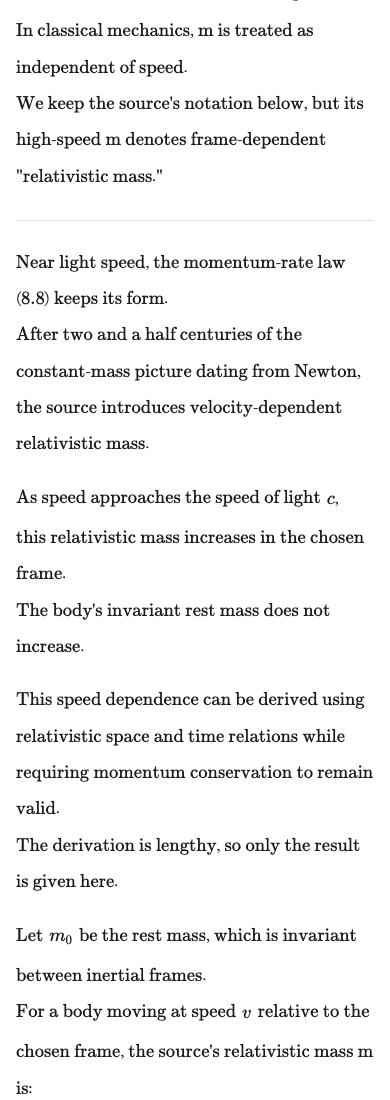 In classical mechanics, m is treated as
independent of speed.
We keep the source's notation below, but its
high-speed m denotes frame-dependent
"relativistic mass."
Near light speed, the momentum-rate law
(8.8) keeps its form.
After two and a half centuries of the
constant-mass picture dating from Newton,
the source introduces velocity-dependent
relativistic mass.
As speed approaches the speed of light c,
this relativistic mass increases in the chosen
frame.
The body's invariant rest mass does not
increase.
This speed dependence can be derived using
relativistic space and time relations while
requiring momentum conservation to remain
valid.
The derivation is lengthy, so only the result
is given here.
Let m₀ be the rest mass, which is invariant
between inertial frames.
For a body moving at speed v relative to the
chosen frame, the source's relativistic mass m
is: